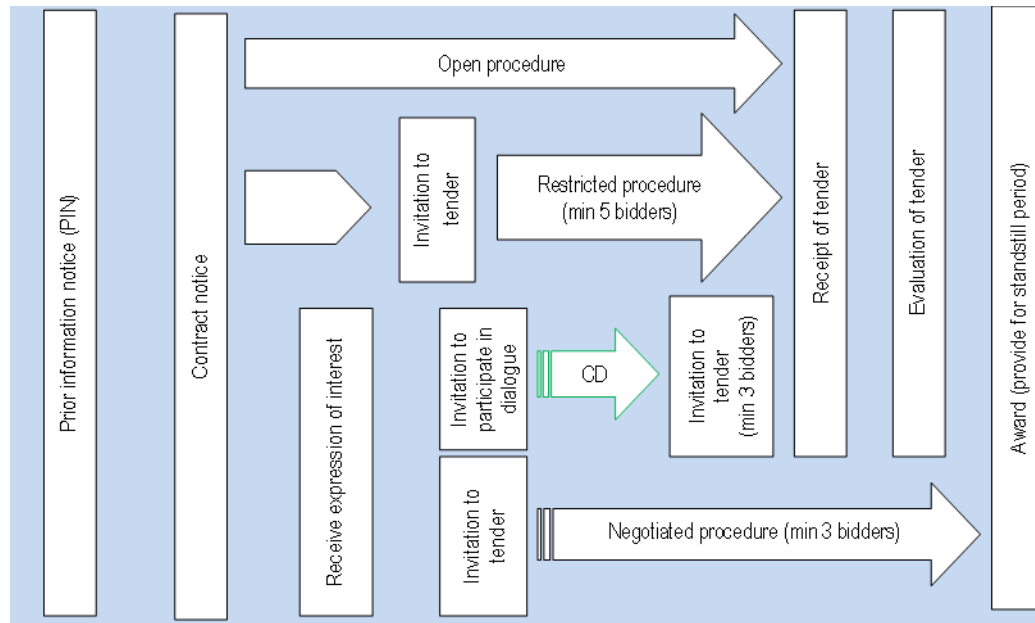 Prior information notice (PIN)
Contract notice
Open procedure
Invitation to
tender
Restricted procedure
(min 5 bidders)
Receive expression of interest
Invitation to
participate in
dialogue
CD
Invitation to
tender
(min 3 bidders)
Invitation to
tender
Negotiated procedure (min 3 bidders)
Receipt of tender
Evaluation of tender
Award (provide for standstill period)